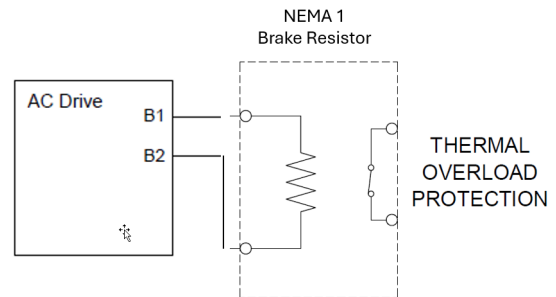 NEMA 1
Brake Resistor
AC Drive
B1
B2
THERMAL
OVERLOAD
PROTECTION